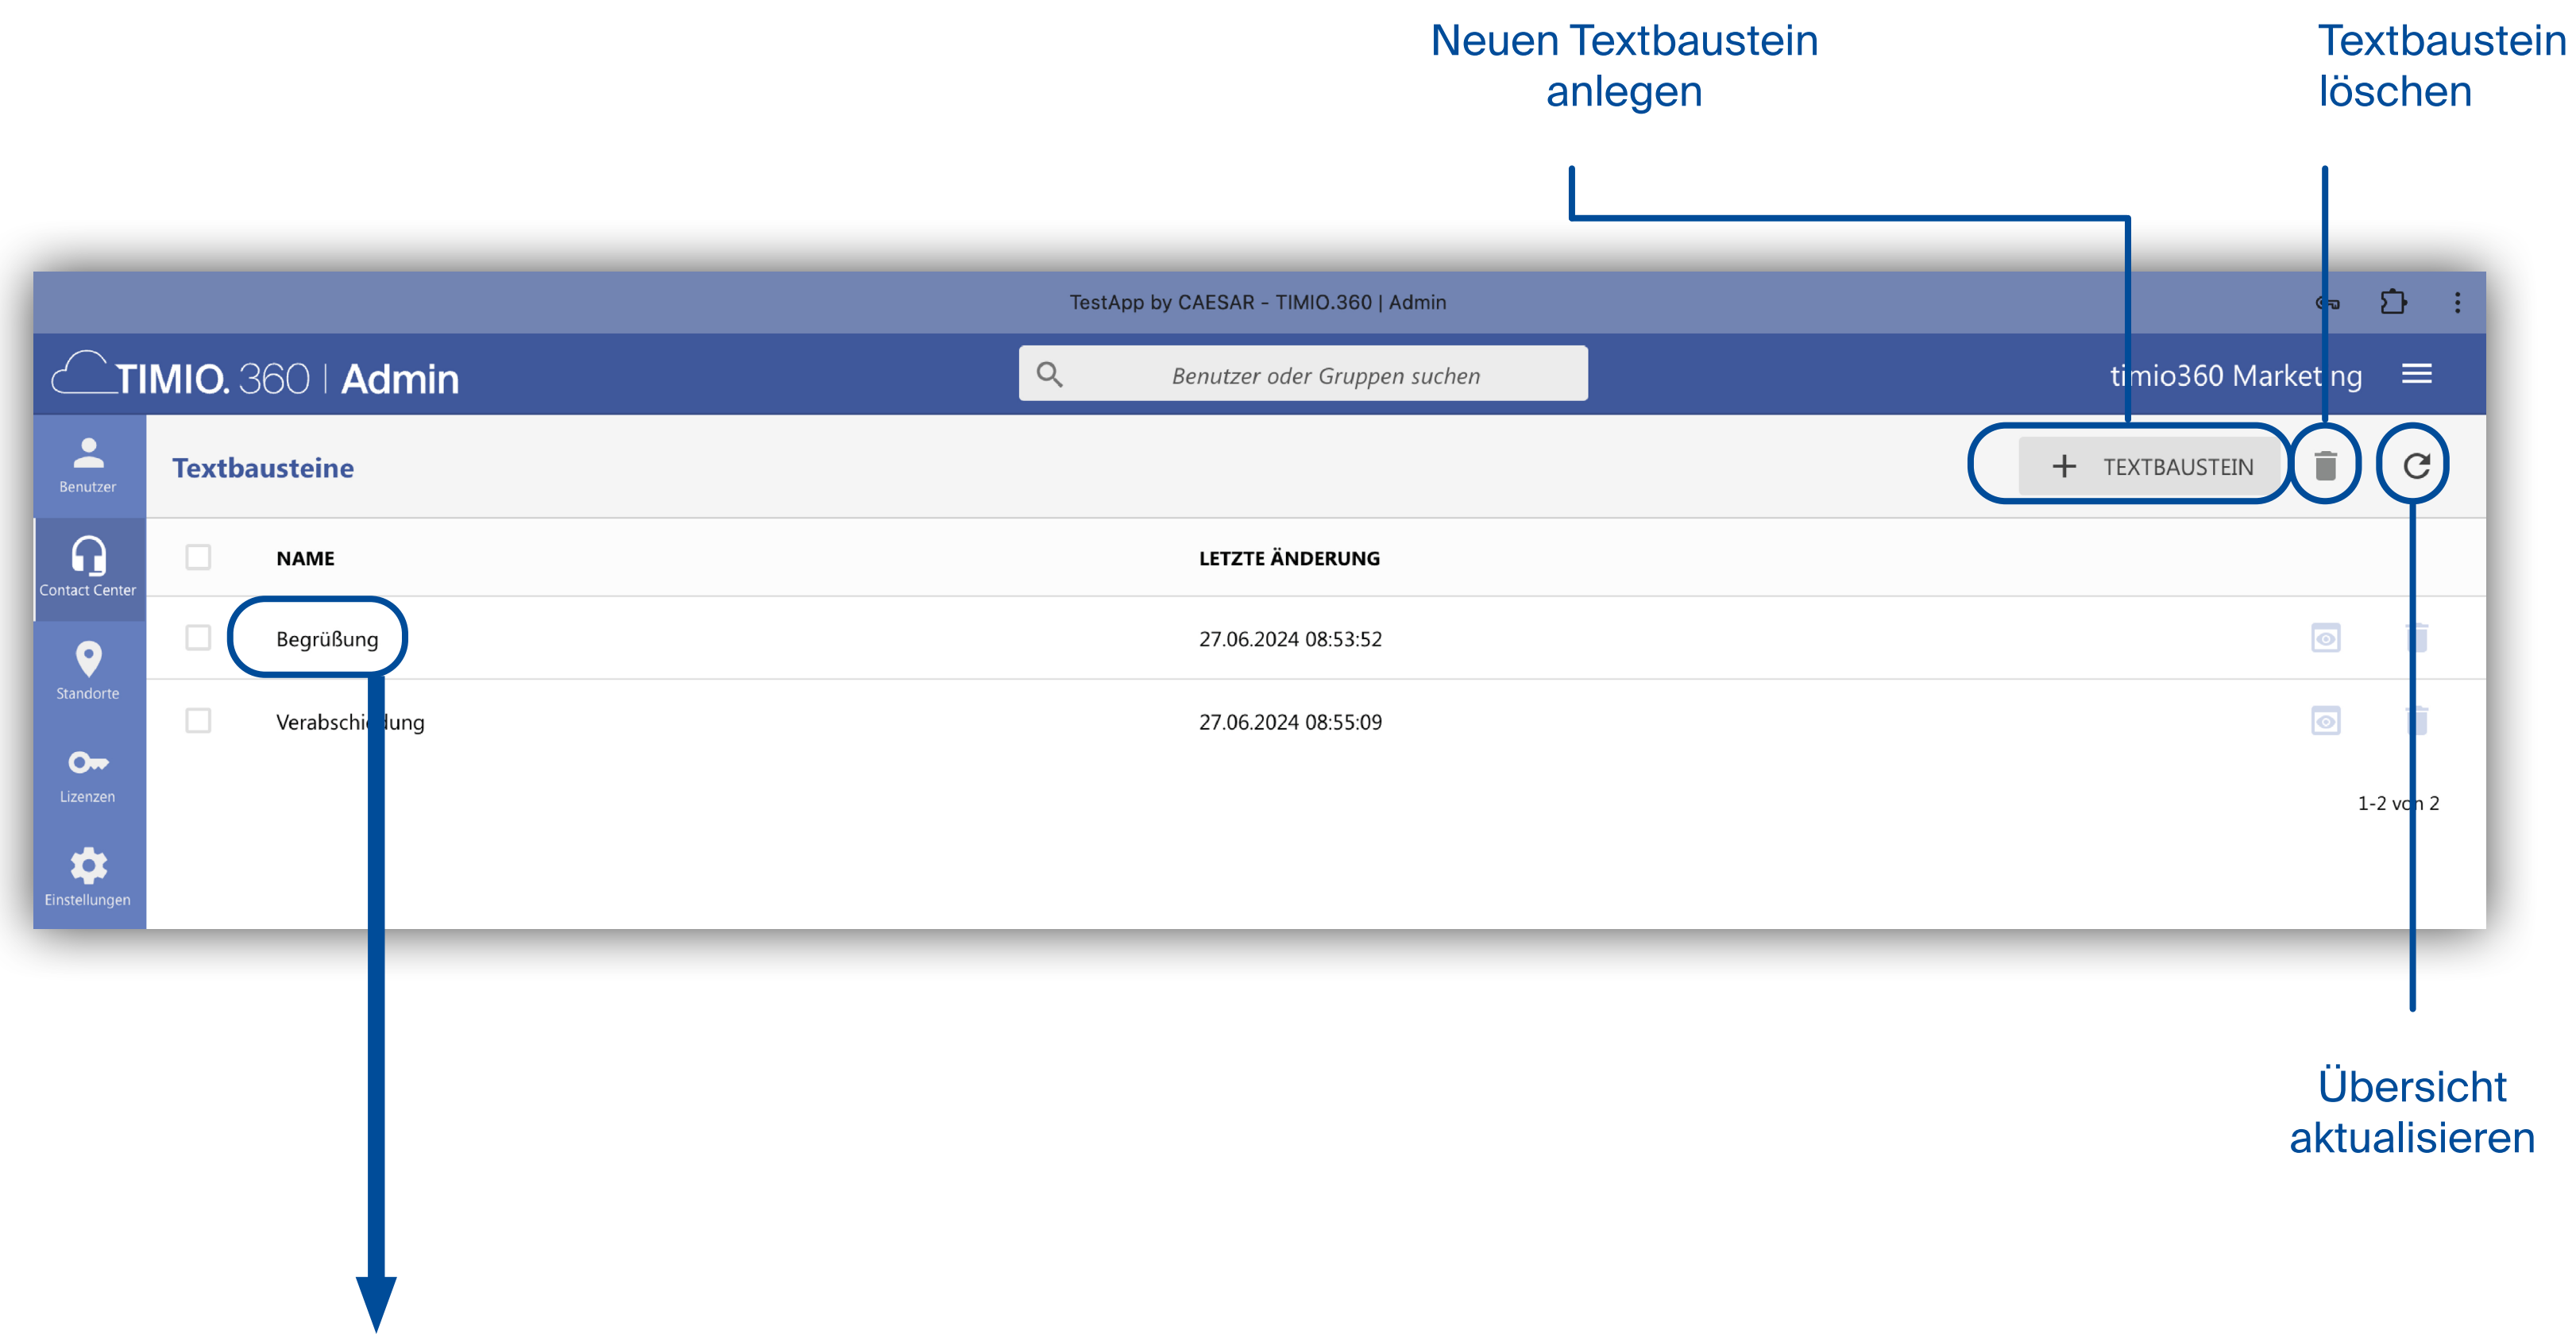 Neuen Textbaustein
anlegen
Textbaustein
löschen
TestApp by CAESAR - TIMIO.360 | Admin
TIMIO. 360 | Admin
Benutzer oder Gruppen suchen
timio360 Marketing
Benutzer
Textbausteine
+ TEXTBAUSTEIN
Contact Center
NAME
LETZTE ÄNDERUNG
Begrüßung
27.06.2024 08:53:52
Standorte
Verabschiedung
27.06.2024 08:55:09
Lizenzen
1-2 von 2
Einstellungen
Übersicht
aktualisieren